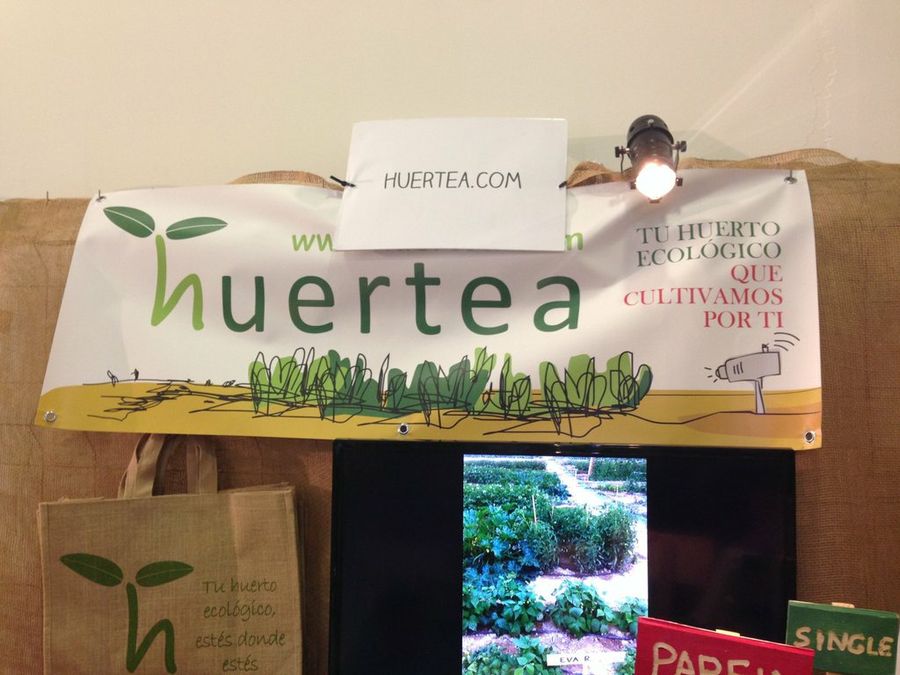 HUERTEA.COM
huertea
TU HUERTO
ECOLÓGICO
QUE
CULTIVAMOS
POR TI
Tu huerto
ecológico,
estés donde
estés
h
EVA R
SINGLE